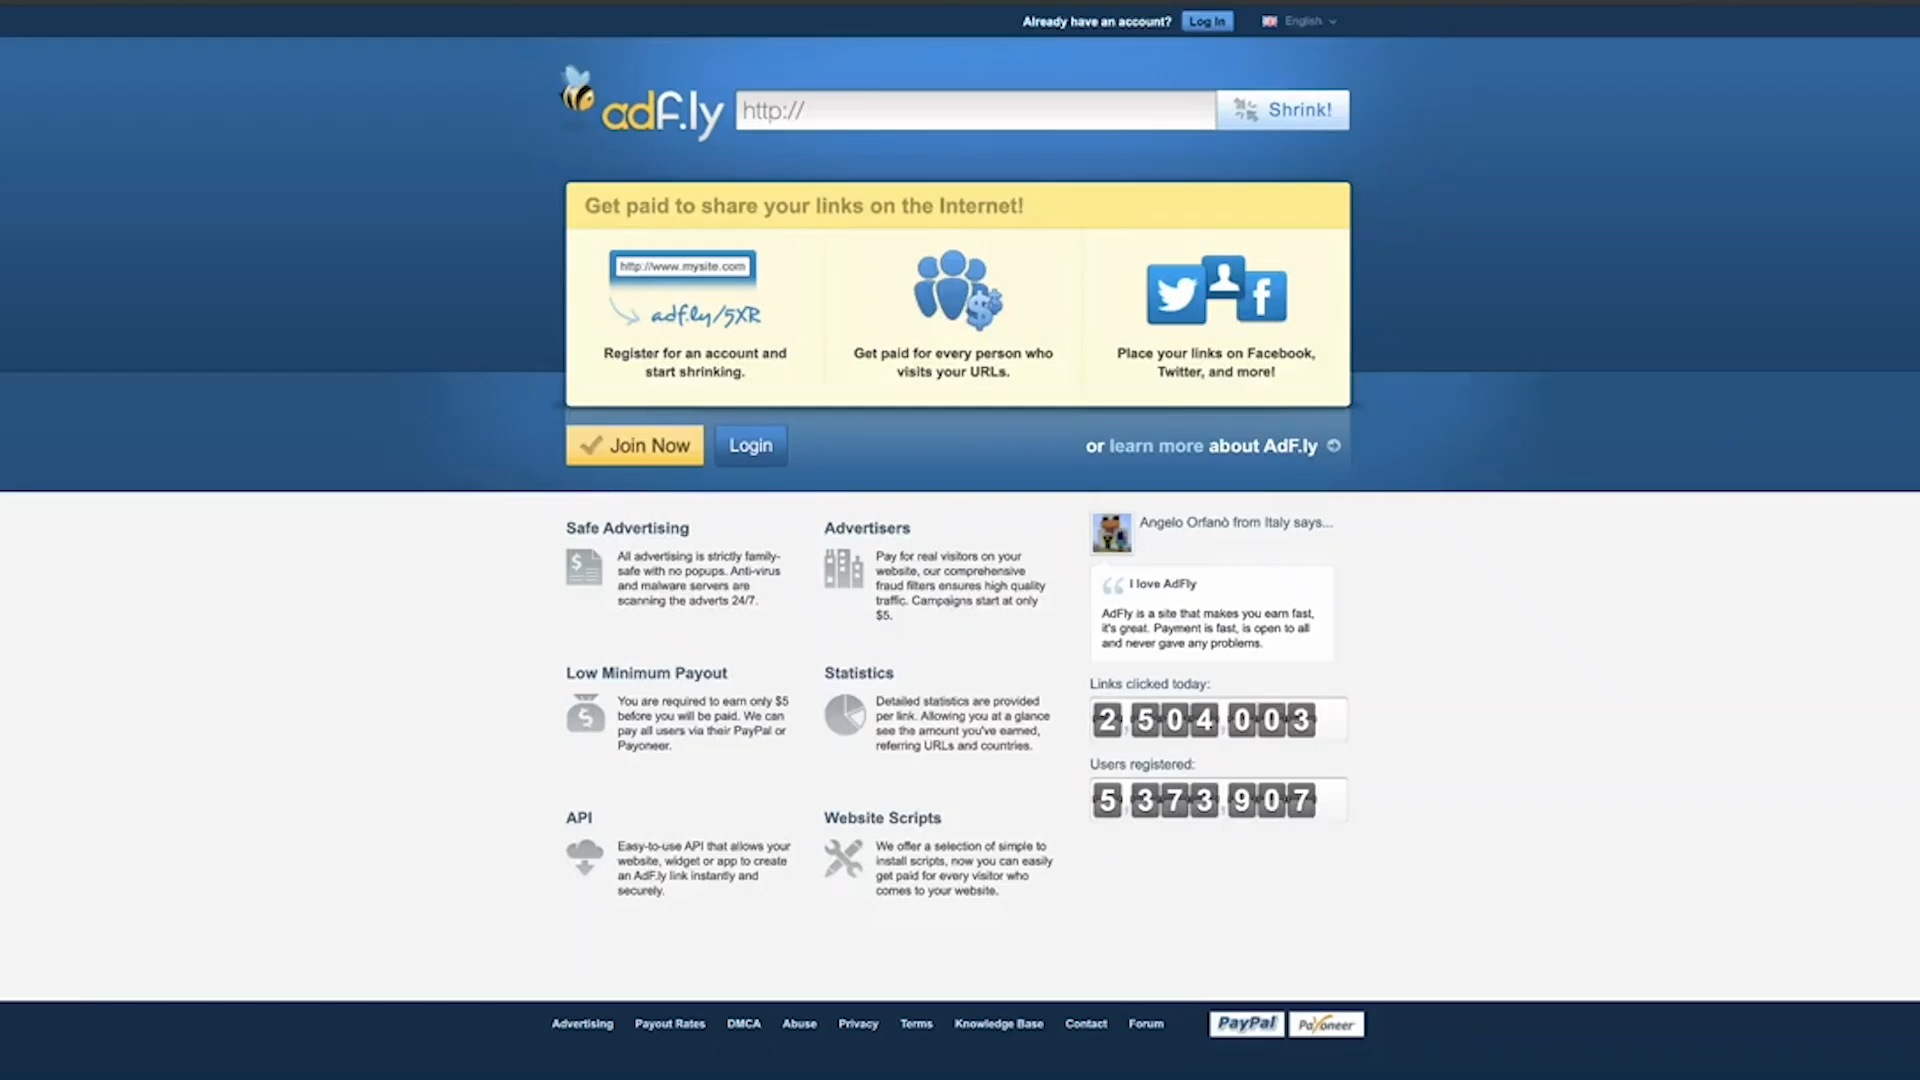 Already have an account? Log In English
adf.ly http:// Shrink!
Get paid to share your links on the Internet!
http://www.mysite.com
adf.ly/5XR
Register for an account and
start shrinking.
Get paid for every person who
visits your URLs.
Place your links on Facebook,
Twitter, and more!
Join Now Login or learn more about AdF.ly
Safe Advertising
All advertising is strictly family-
safe with no popups. Anti-virus
and malware servers are
scanning the adverts 24/7.
Advertisers
Pay for real visitors on your
website, our comprehensive
fraud filters ensures high quality
traffic. Campaigns start at only
$5.
Angelo Orfanò from Italy says...
I love AdFly
AdFly is a site that makes you earn fast,
it's great. Payment is fast, is open to all
and never gave any problems.
Low Minimum Payout
You are required to earn only $5
before you will be paid. We can
pay all users via their PayPal or
Payoneer.
Statistics
Detailed statistics are provided
per link. Allowing you at a glance
see the amount you've earned,
referring URLs and countries.
Links clicked today:
2,504,003
Users registered:
5,373,907
API
Easy-to-use API that allows your
website, widget or app to create
an AdF.ly link instantly and
securely.
Website Scripts
We offer a selection of simple to
install scripts, now you can easily
get paid for every visitor who
comes to your website.
Advertising Payout Rates DMCA Abuse Privacy Terms Knowledge Base Contact Forum PayPal Payoneer